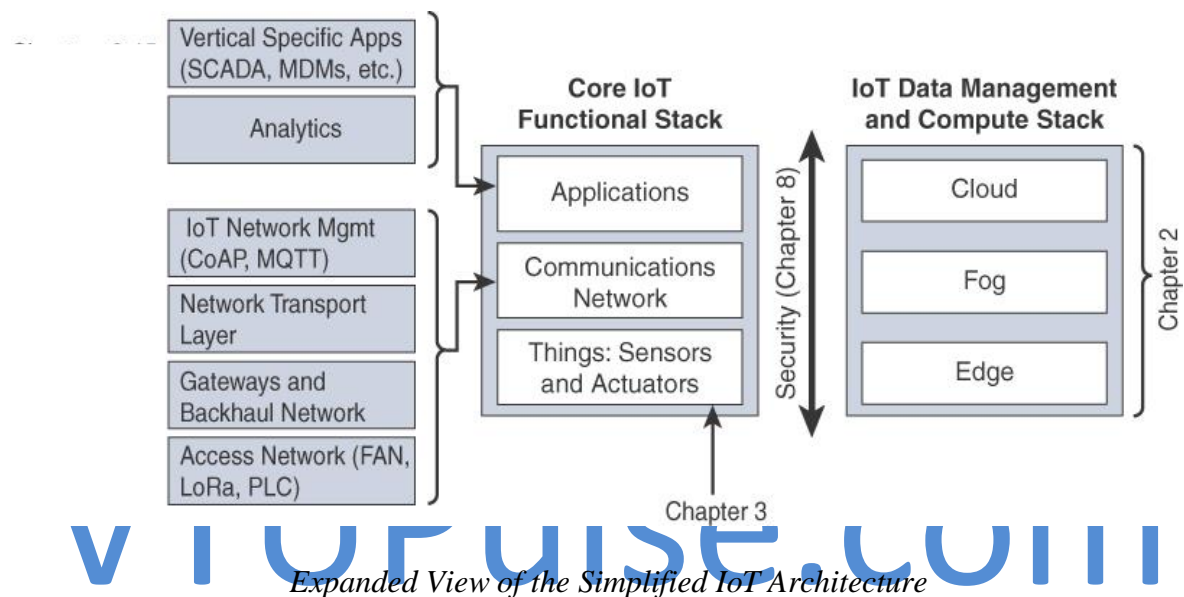 Vertical Specific Apps
(SCADA, MDMs, etc.)
Analytics
IoT Network Mgmt
(CoAP, MQTT)
Network Transport
Layer
Gateways and
Backhaul Network
Access Network (FAN,
LoRa, PLC)
Core IoT
Functional Stack
Applications
Communications
Network
Things: Sensors
and Actuators
Chapter 3
Security (Chapter 8)
IoT Data Management
and Compute Stack
Cloud
Fog
Edge
Chapter 2
VTUPulse.com
Expanded View of the Simplified IoT Architecture